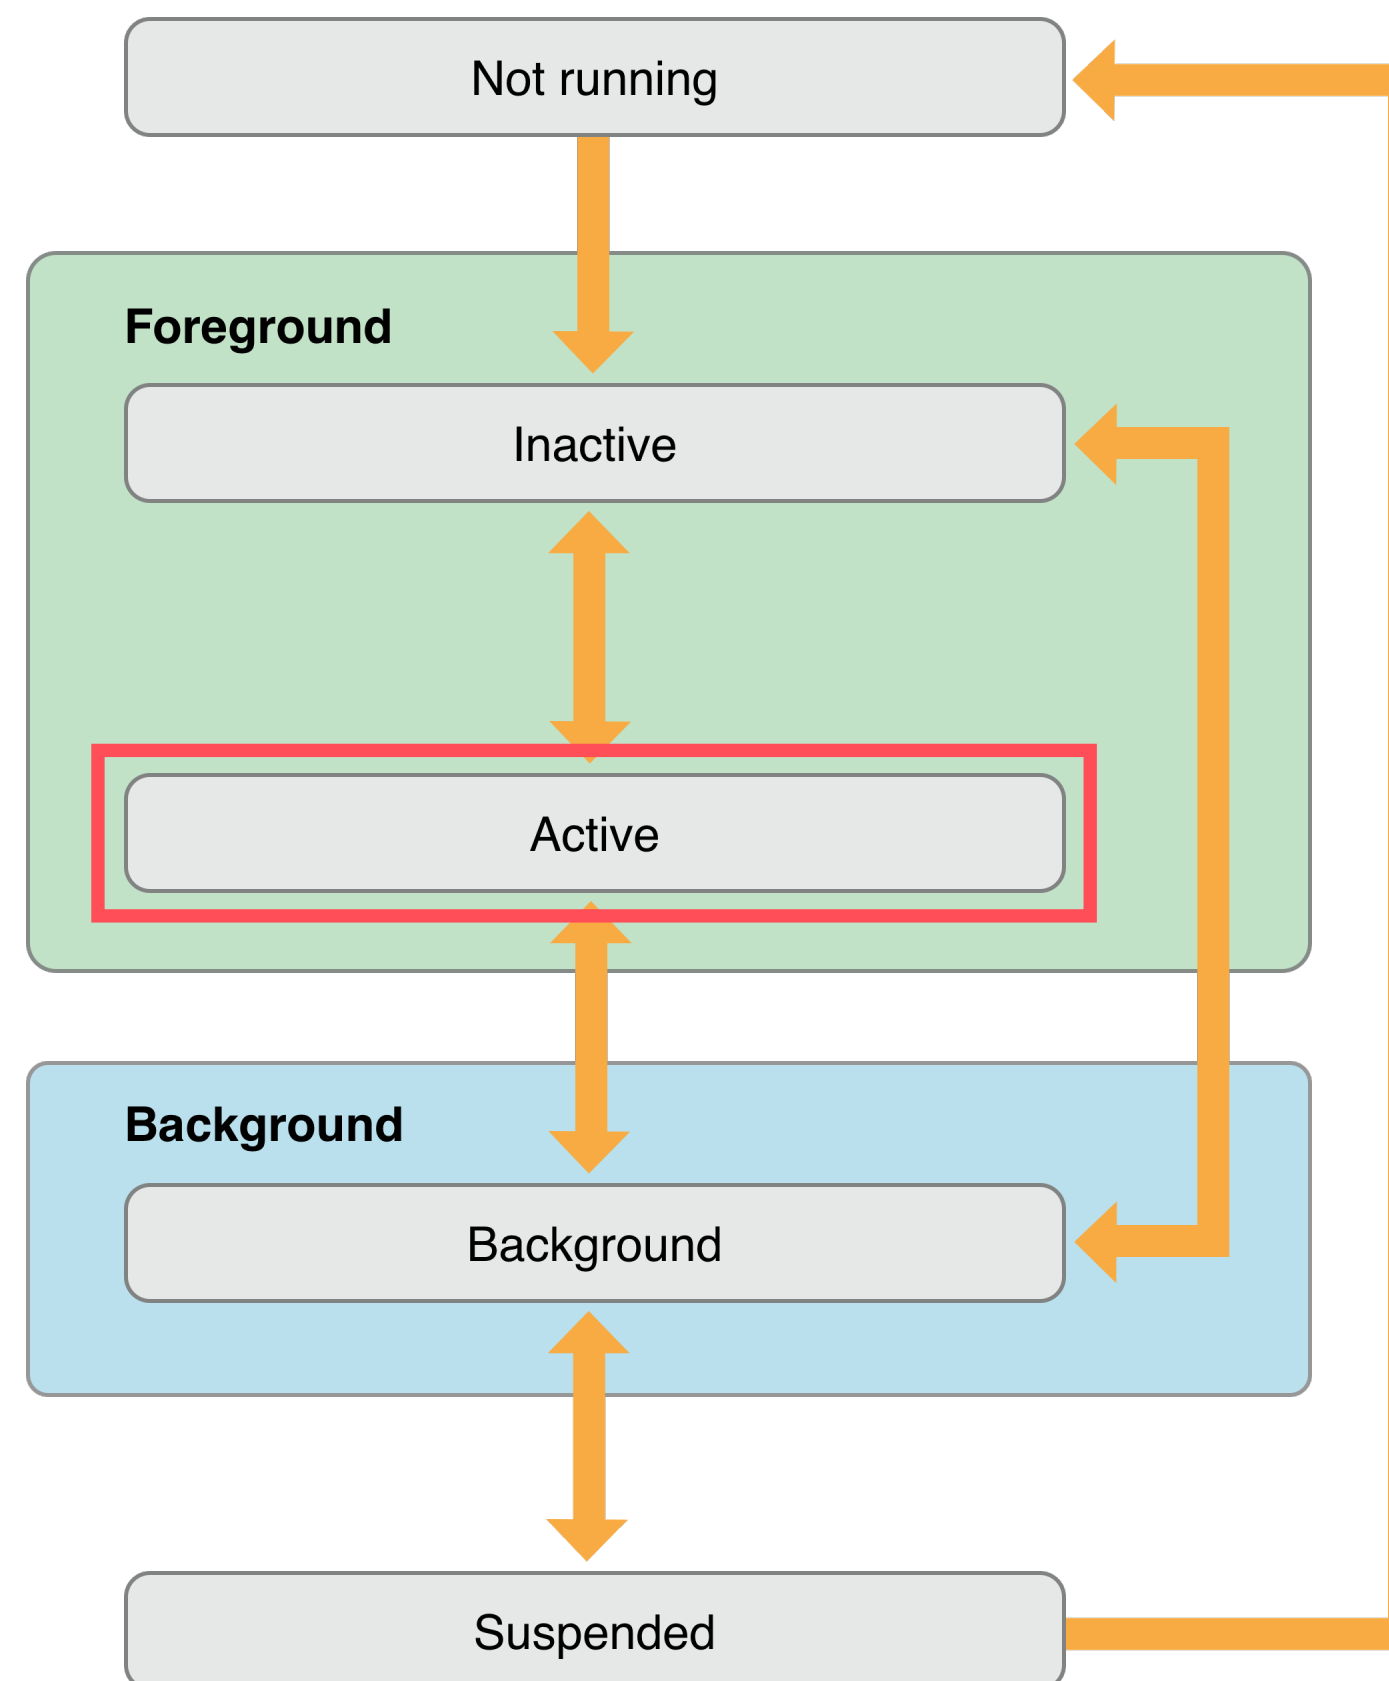 Not running
Foreground
Inactive
Active
Background
Background
Suspended